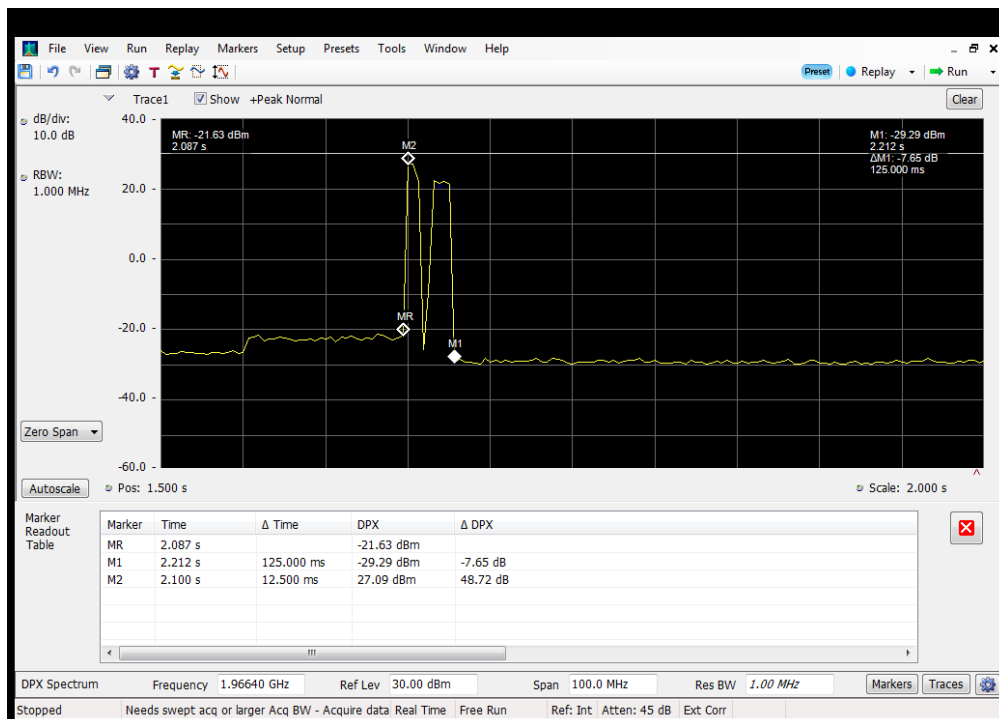 File View Run Replay Markers Setup Presets Tools Window Help
T Preset Replay Run
Trace1 Show +Peak Normal Clear
dB/div:
10.0 dB
RBW:
1.000 MHz
40.0
20.0
0.0
-20.0
-40.0
-60.0
MR: -21.63 dBm
2.087 s
M1: -29.29 dBm
2.212 s
ΔM1: -7.65 dB
125.000 ms
M2
MR
M1
Zero Span
Autoscale Pos: 1.500 s Scale: 2.000 s
Marker
Readout
Table
Marker Time Δ Time DPX Δ DPX
MR 2.087 s -21.63 dBm
M1 2.212 s 125.000 ms -29.29 dBm -7.65 dB
M2 2.100 s 12.500 ms 27.09 dBm 48.72 dB
DPX Spectrum Frequency 1.96640 GHz Ref Lev 30.00 dBm Span 100.0 MHz Res BW 1.00 MHz Markers Traces
Stopped Needs swept acq or larger Acq BW - Acquire data Real Time Free Run Ref: Int Atten: 45 dB Ext Corr